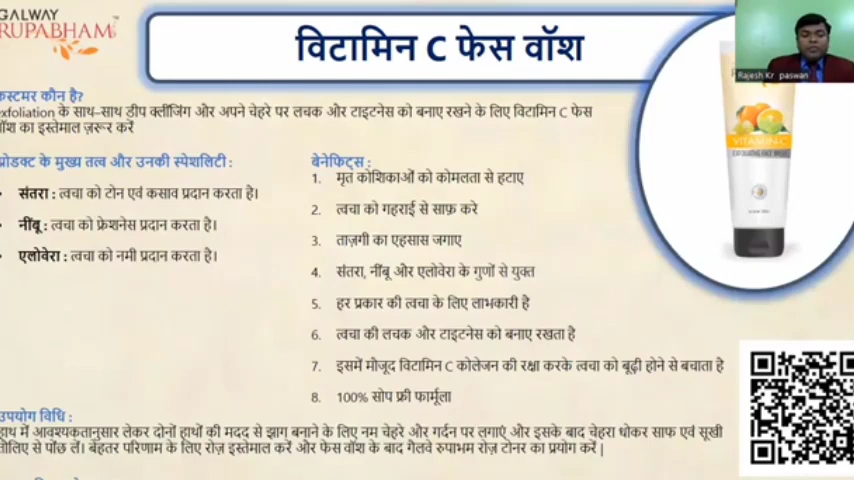 GALWAY
RUPABHAM™
विटामिन C फेस वॉश
Rajesh Kr paswan
VITAMIN C
कस्टमर कौन है?
exfoliation के साथ-साथ डीप क्लींजिंग और अपने चेहरे पर लचक और टाइटनेस को बनाए रखने के लिए विटामिन C फेस
वॉश का इस्तेमाल ज़रूर करें
प्रोडक्ट के मुख्य तत्व और उनकी स्पेशलिटी :
संतरा : त्वचा को टोन एवं कसाव प्रदान करता है।
नींबू : त्वचा को फ्रेशनेस प्रदान करता है।
एलोवेरा : त्वचा को नमी प्रदान करता है।
बेनेफिट्स :
1. मृत कोशिकाओं को कोमलता से हटाए
2. त्वचा को गहराई से साफ़ करे
3. ताज़गी का एहसास जगाए
4. संतरा, नींबू और एलोवेरा के गुणों से युक्त
5. हर प्रकार की त्वचा के लिए लाभकारी है
6. त्वचा की लचक और टाइटनेस को बनाए रखता है
7. इसमें मौजूद विटामिन C कोलेजन की रक्षा करके त्वचा को बूढ़ी होने से बचाता है
8. 100% सोप फ्री फार्मूला
उपयोग विधि :
हाथ में आवश्यकतानुसार लेकर दोनों हाथों की मदद से झाग बनाने के लिए नम चेहरे और गर्दन पर लगाएं और इसके बाद चेहरा धोकर साफ एवं सूखी
तौलिए से पोंछ लें। बेहतर परिणाम के लिए रोज़ इस्तेमाल करें और फेस वॉश के बाद गैलवे रुपाभम रोज़ टोनर का प्रयोग करें |